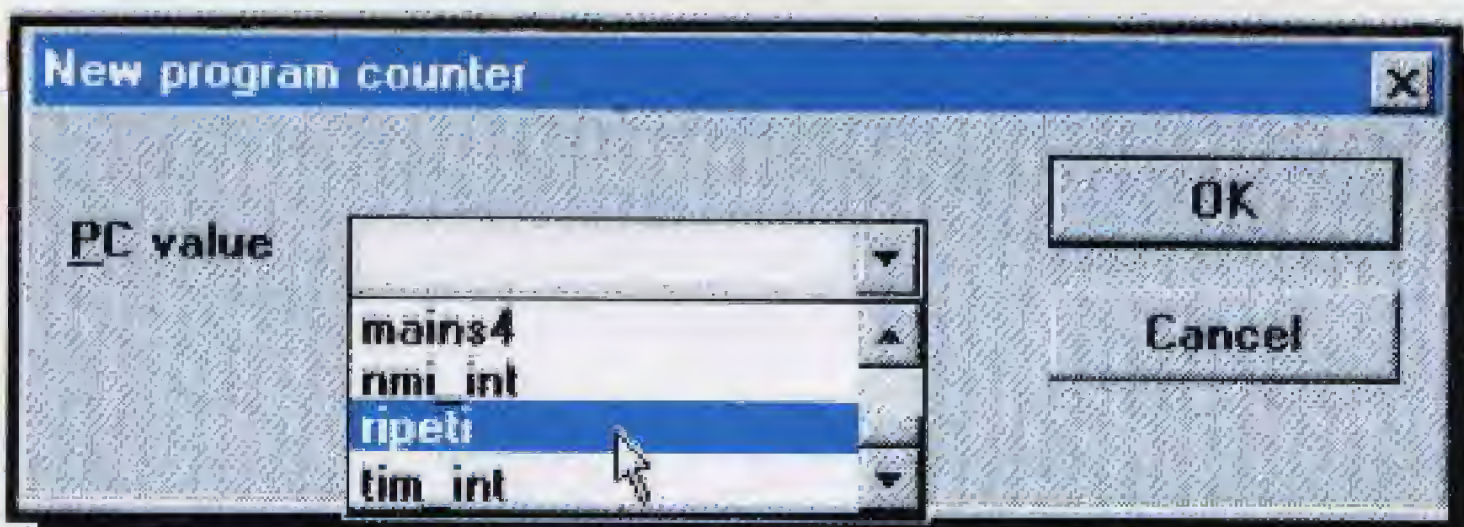 New program counter
PC value
OK
Cancel
mains4
nmi_int
ripeti
tim_int